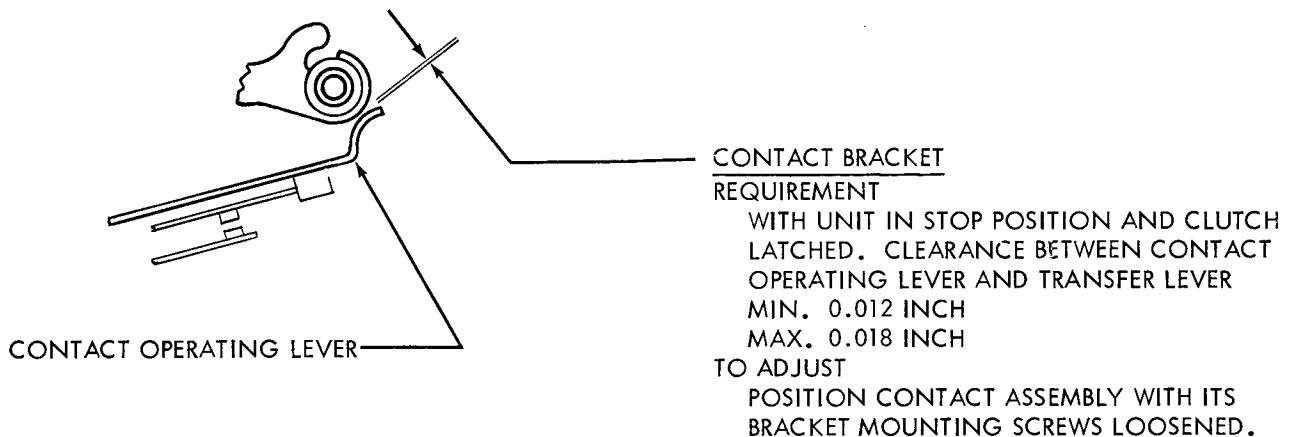 CONTACT BRACKET
REQUIREMENT
WITH UNIT IN STOP POSITION AND CLUTCH
LATCHED. CLEARANCE BETWEEN CONTACT
OPERATING LEVER AND TRANSFER LEVER
MIN. 0.012 INCH
MAX. 0.018 INCH
TO ADJUST
POSITION CONTACT ASSEMBLY WITH ITS
BRACKET MOUNTING SCREWS LOOSENED.
CONTACT OPERATING LEVER